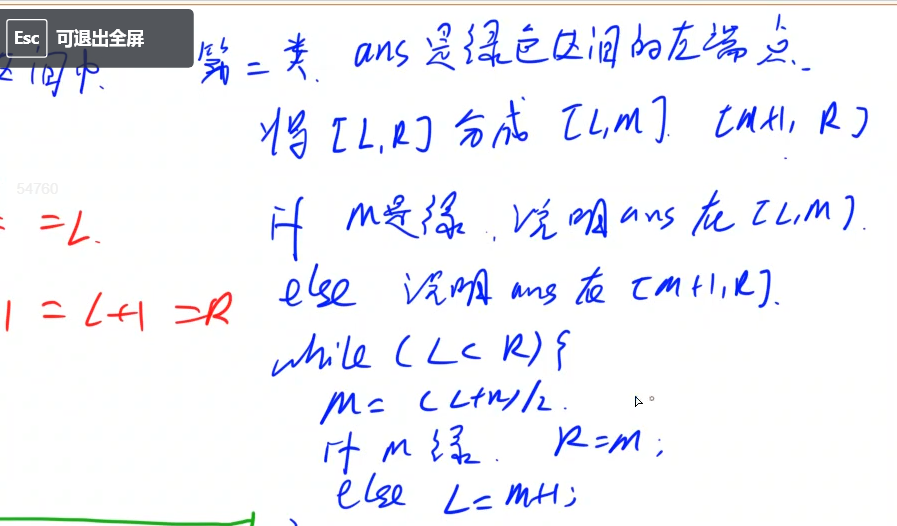 Esc 可退出全屏
区间中. 第二类. ans是绿色区间的左端点.
将[L,R]分成[L,M]. [M+1, R]
54760
= =L. if M是绿. 说明ans在[L,M].
else 说明ans在[M+1,R].
1 = L+1 =R
while (L<R){
M= (L+R)/2.
if M绿. R=M;
else L=M+1;